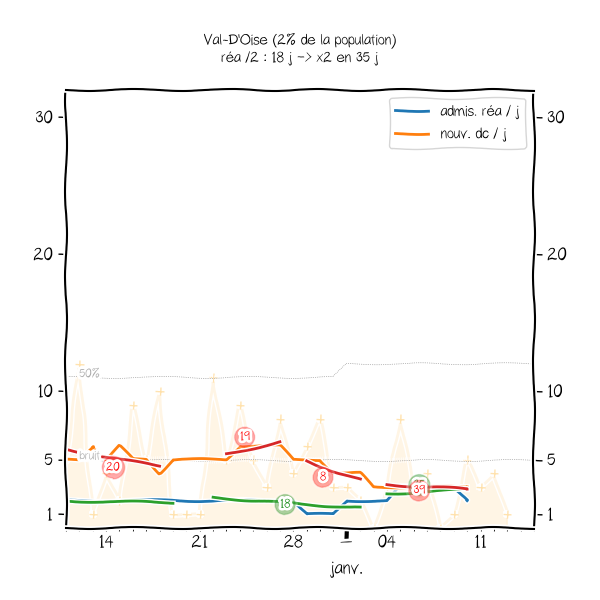 Val-D'Oise (2% de la population)
réa /2 : 18 j -> x2 en 35 j
admis. réa / j
nouv. dc / j
30 30
20 20
50%
10 10
19
bruit
5 5
20
8
39
18
1 1
14 21 28 04 11
janv.